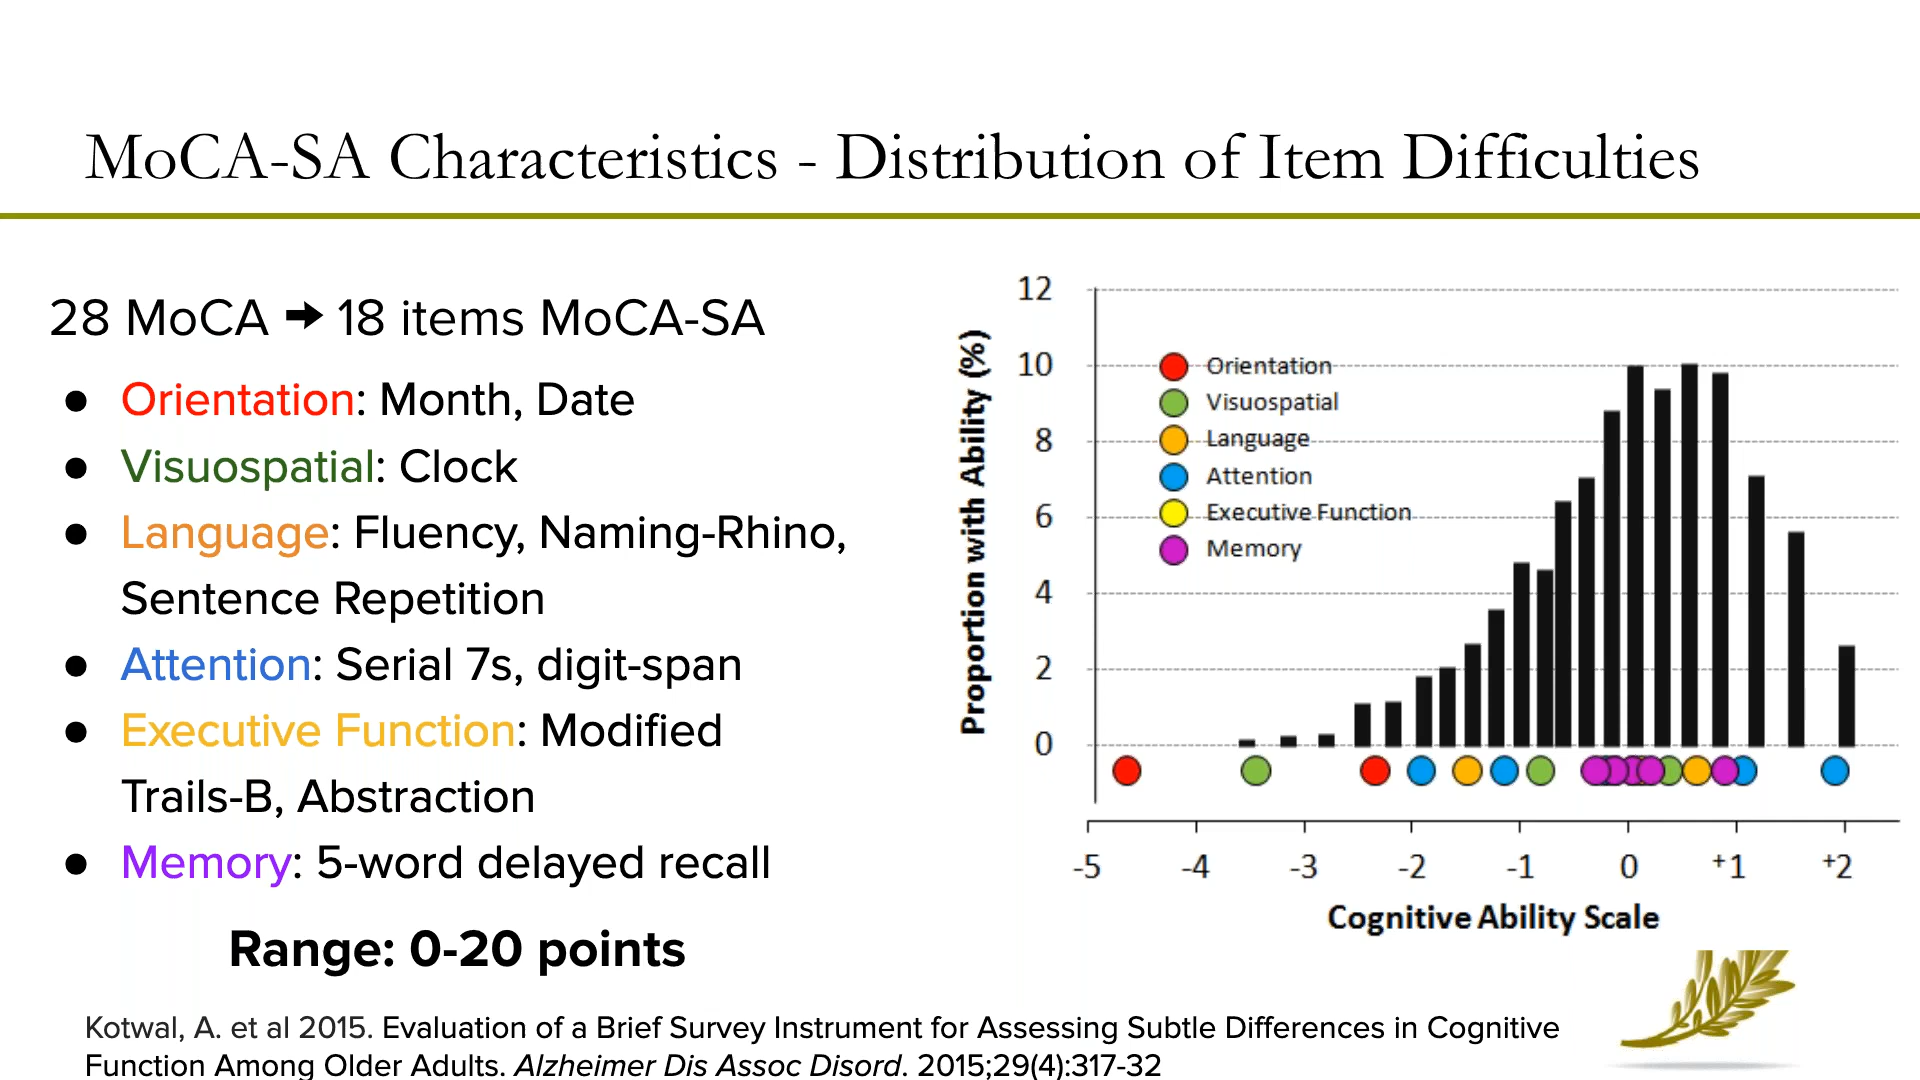 MoCA-SA Characteristics - Distribution of Item Difficulties
28 MoCA ➡ 18 items MoCA-SA
● Orientation: Month, Date
● Visuospatial: Clock
● Language: Fluency, Naming-Rhino,
Sentence Repetition
● Attention: Serial 7s, digit-span
● Executive Function: Modified
Trails-B, Abstraction
● Memory: 5-word delayed recall
Range: 0-20 points
Proportion with Ability (%)
12
10
8
6
4
2
0
Orientation
Visuospatial
Language
Attention
Executive Function
Memory
-5 -4 -3 -2 -1 0 +1 +2
Cognitive Ability Scale
Kotwal, A. et al 2015. Evaluation of a Brief Survey Instrument for Assessing Subtle Differences in Cognitive
Function Among Older Adults. Alzheimer Dis Assoc Disord. 2015;29(4):317-32